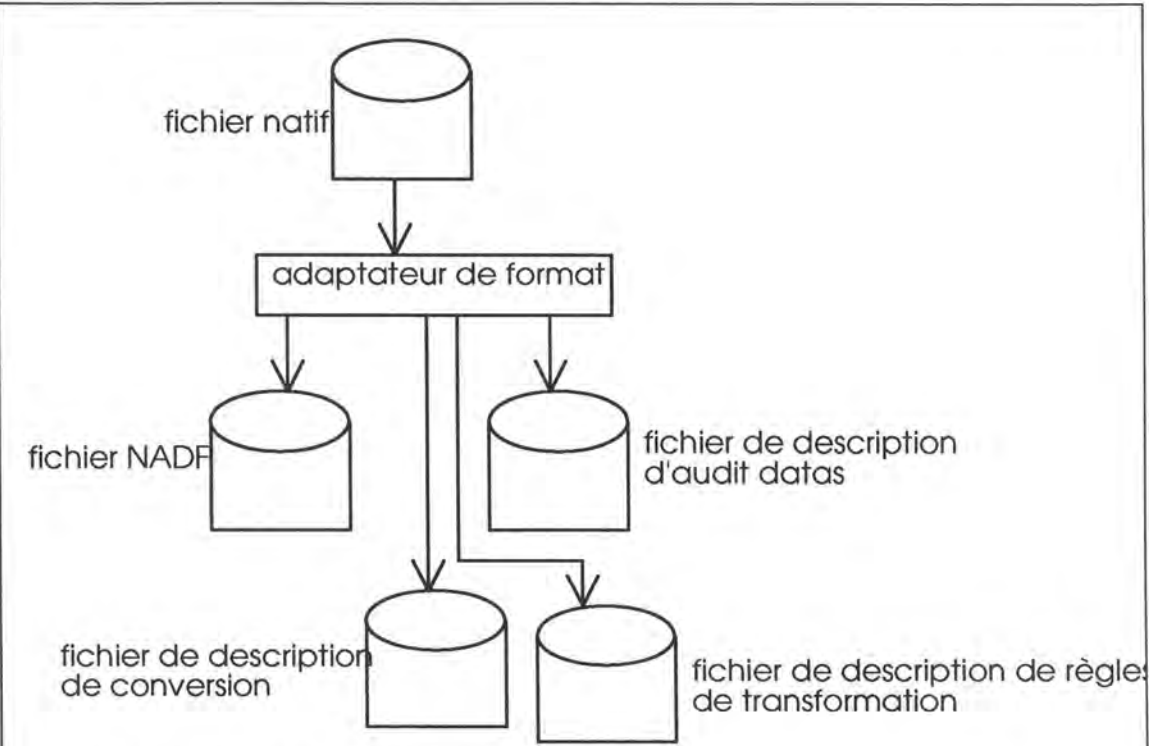 fichier natif
adaptateur de format
fichier NADF
fichier de description
d'audit datas
fichier de description
de conversion
fichier de description de règles
de transformation